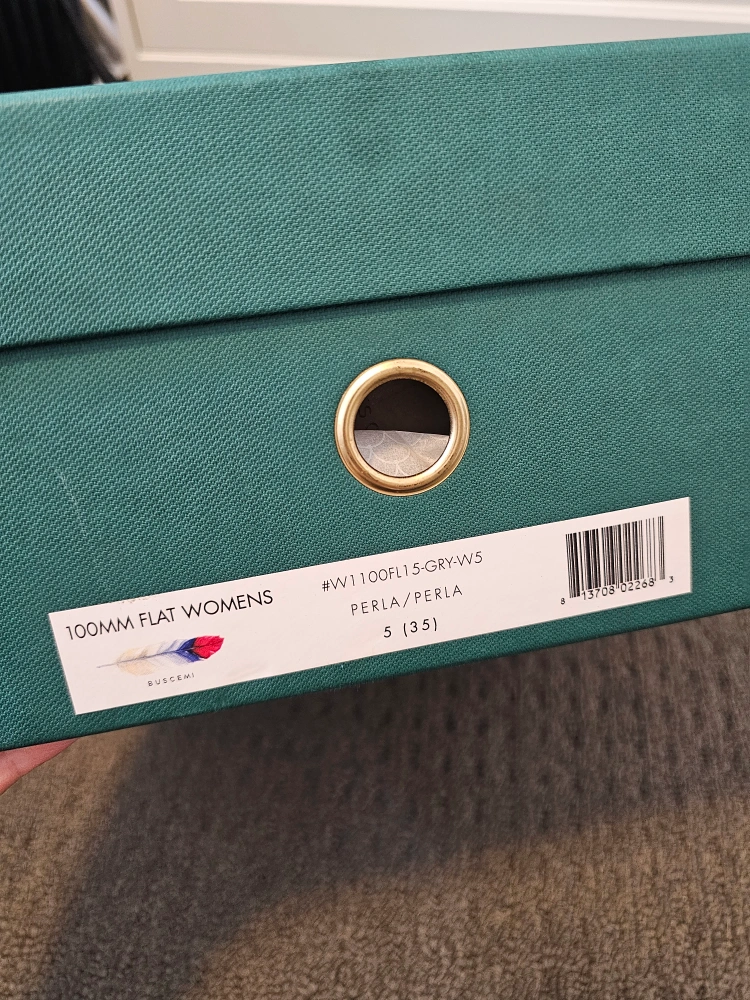 100MM FLAT WOMENS
BUSCEMI
#W1100FL15-GRY-W5
PERLA/PERLA
5 (35)
8 13708 02268 3